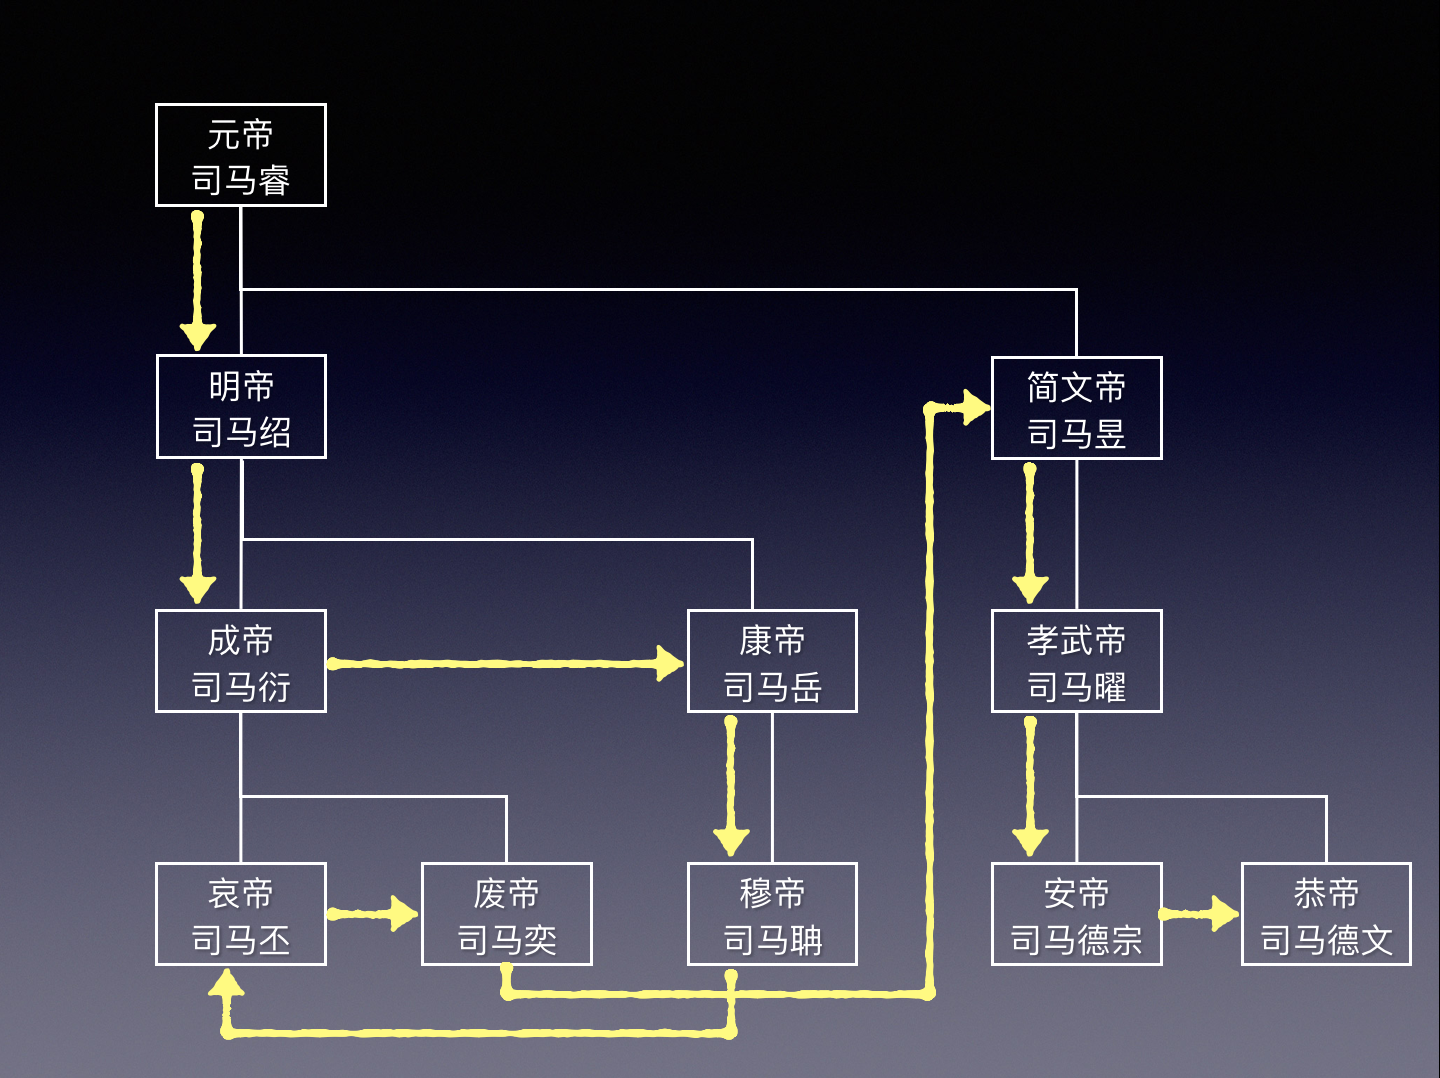 元帝
司马睿
明帝
司马绍
简文帝
司马昱
成帝
司马衍
康帝
司马岳
孝武帝
司马曜
哀帝
司马丕
废帝
司马奕
穆帝
司马聃
安帝
司马德宗
恭帝
司马德文